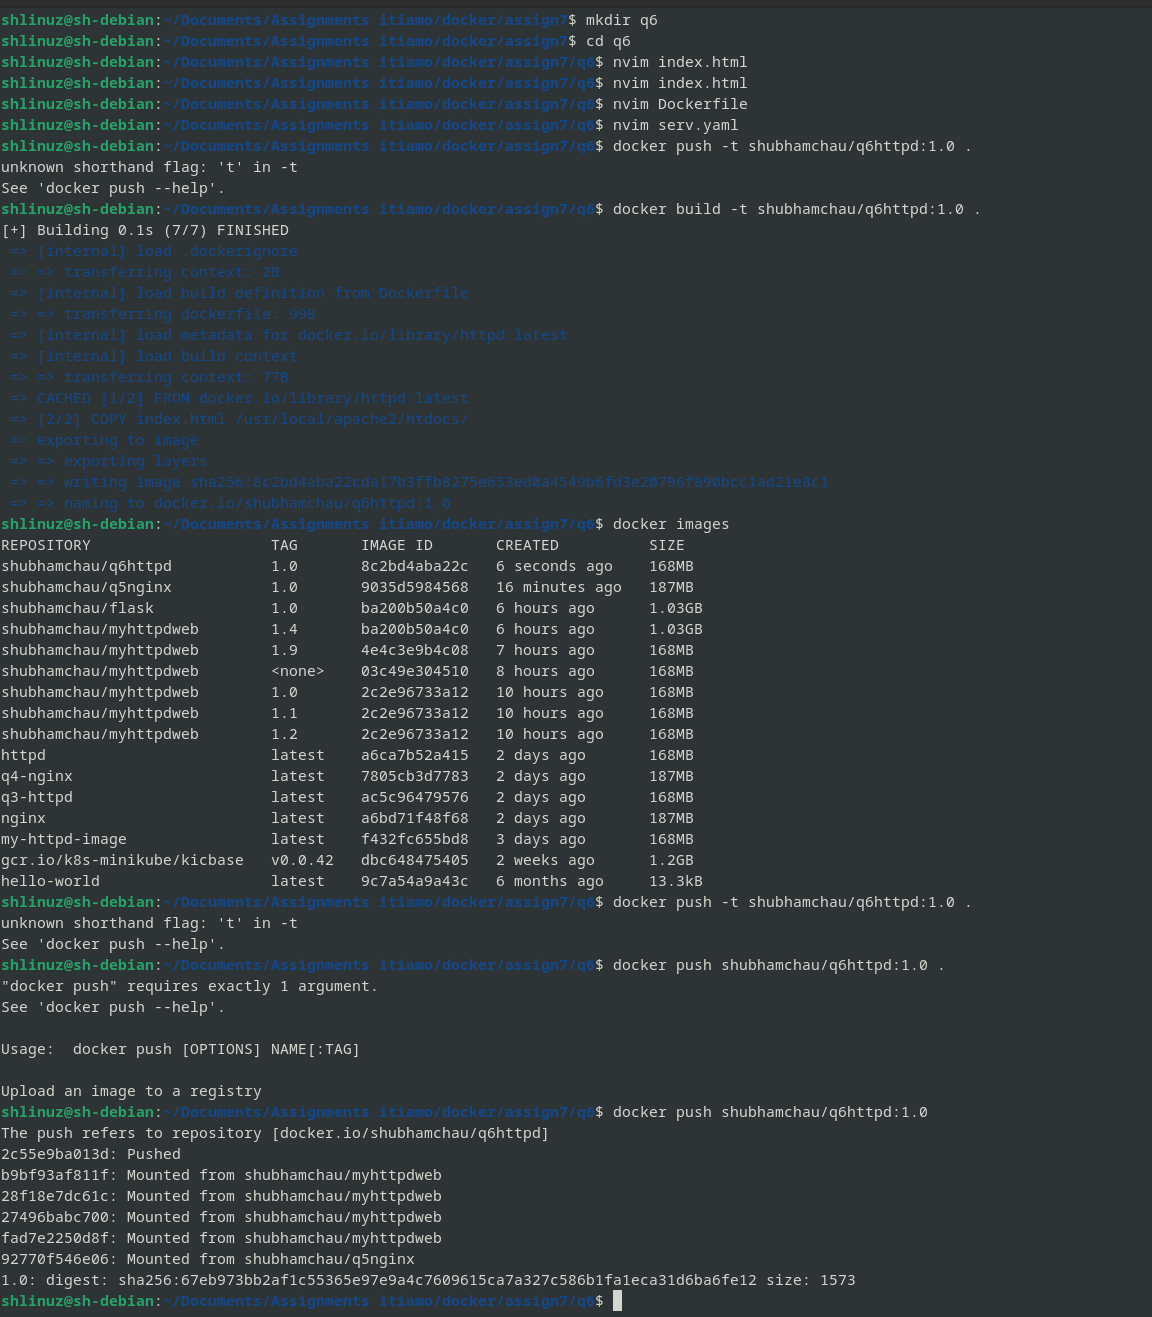 shlinuz@sh-debian:~/Documents/Assignments itiamo/docker/assign7$ mkdir q6
shlinuz@sh-debian:~/Documents/Assignments itiamo/docker/assign7$ cd q6
shlinuz@sh-debian:~/Documents/Assignments itiamo/docker/assign7/q6$ nvim index.html
shlinuz@sh-debian:~/Documents/Assignments itiamo/docker/assign7/q6$ nvim index.html
shlinuz@sh-debian:~/Documents/Assignments itiamo/docker/assign7/q6$ nvim Dockerfile
shlinuz@sh-debian:~/Documents/Assignments itiamo/docker/assign7/q6$ nvim serv.yaml
shlinuz@sh-debian:~/Documents/Assignments itiamo/docker/assign7/q6$ docker push -t shubhamchau/q6httpd:1.0 .
unknown shorthand flag: 't' in -t
See 'docker push --help'.
shlinuz@sh-debian:~/Documents/Assignments itiamo/docker/assign7/q6$ docker build -t shubhamchau/q6httpd:1.0 .
[+] Building 0.1s (7/7) FINISHED
 => [internal] load .dockerignore
 => => transferring context: 2B
 => [internal] load build definition from Dockerfile
 => => transferring dockerfile: 99B
 => [internal] load metadata for docker.io/library/httpd:latest
 => [internal] load build context
 => => transferring context: 77B
 => CACHED [1/2] FROM docker.io/library/httpd:latest
 => [2/2] COPY index.html /usr/local/apache2/htdocs/
 => exporting to image
 => => exporting layers
 => => writing image sha256:8c2bd4aba22cda17b3ffb8275e653ed0a4549b6fd3e20796f890bcc1ad21e8c1
 => => naming to docker.io/shubhamchau/q6httpd:1.0
shlinuz@sh-debian:~/Documents/Assignments itiamo/docker/assign7/q6$ docker images
REPOSITORY                    TAG       IMAGE ID       CREATED          SIZE
shubhamchau/q6httpd           1.0       8c2bd4aba22c   6 seconds ago    168MB
shubhamchau/q5nginx           1.0       9035d5984568   16 minutes ago   187MB
shubhamchau/flask             1.0       ba200b50a4c0   6 hours ago      1.03GB
shubhamchau/myhttpdweb        1.4       ba200b50a4c0   6 hours ago      1.03GB
shubhamchau/myhttpdweb        1.9       4e4c3e9b4c08   7 hours ago      168MB
shubhamchau/myhttpdweb        <none>    03c49e304510   8 hours ago      168MB
shubhamchau/myhttpdweb        1.0       2c2e96733a12   10 hours ago     168MB
shubhamchau/myhttpdweb        1.1       2c2e96733a12   10 hours ago     168MB
shubhamchau/myhttpdweb        1.2       2c2e96733a12   10 hours ago     168MB
httpd                         latest    a6ca7b52a415   2 days ago       168MB
q4-nginx                      latest    7805cb3d7783   2 days ago       187MB
q3-httpd                      latest    ac5c96479576   2 days ago       168MB
nginx                         latest    a6bd71f48f68   2 days ago       187MB
my-httpd-image                latest    f432fc655bd8   3 days ago       168MB
gcr.io/k8s-minikube/kicbase   v0.0.42   dbc648475405   2 weeks ago      1.2GB
hello-world                   latest    9c7a54a9a43c   6 months ago     13.3kB
shlinuz@sh-debian:~/Documents/Assignments itiamo/docker/assign7/q6$ docker push -t shubhamchau/q6httpd:1.0 .
unknown shorthand flag: 't' in -t
See 'docker push --help'.
shlinuz@sh-debian:~/Documents/Assignments itiamo/docker/assign7/q6$ docker push shubhamchau/q6httpd:1.0 .
"docker push" requires exactly 1 argument.
See 'docker push --help'.

Usage:  docker push [OPTIONS] NAME[:TAG]

Upload an image to a registry
shlinuz@sh-debian:~/Documents/Assignments itiamo/docker/assign7/q6$ docker push shubhamchau/q6httpd:1.0
The push refers to repository [docker.io/shubhamchau/q6httpd]
2c55e9ba013d: Pushed
b9bf93af811f: Mounted from shubhamchau/myhttpdweb
28f18e7dc61c: Mounted from shubhamchau/myhttpdweb
27496babc700: Mounted from shubhamchau/myhttpdweb
fad7e2250d8f: Mounted from shubhamchau/myhttpdweb
92770f546e06: Mounted from shubhamchau/q5nginx
1.0: digest: sha256:67eb973bb2af1c55365e97e9a4c7609615ca7a327c586b1fa1eca31d6ba6fe12 size: 1573
shlinuz@sh-debian:~/Documents/Assignments itiamo/docker/assign7/q6$